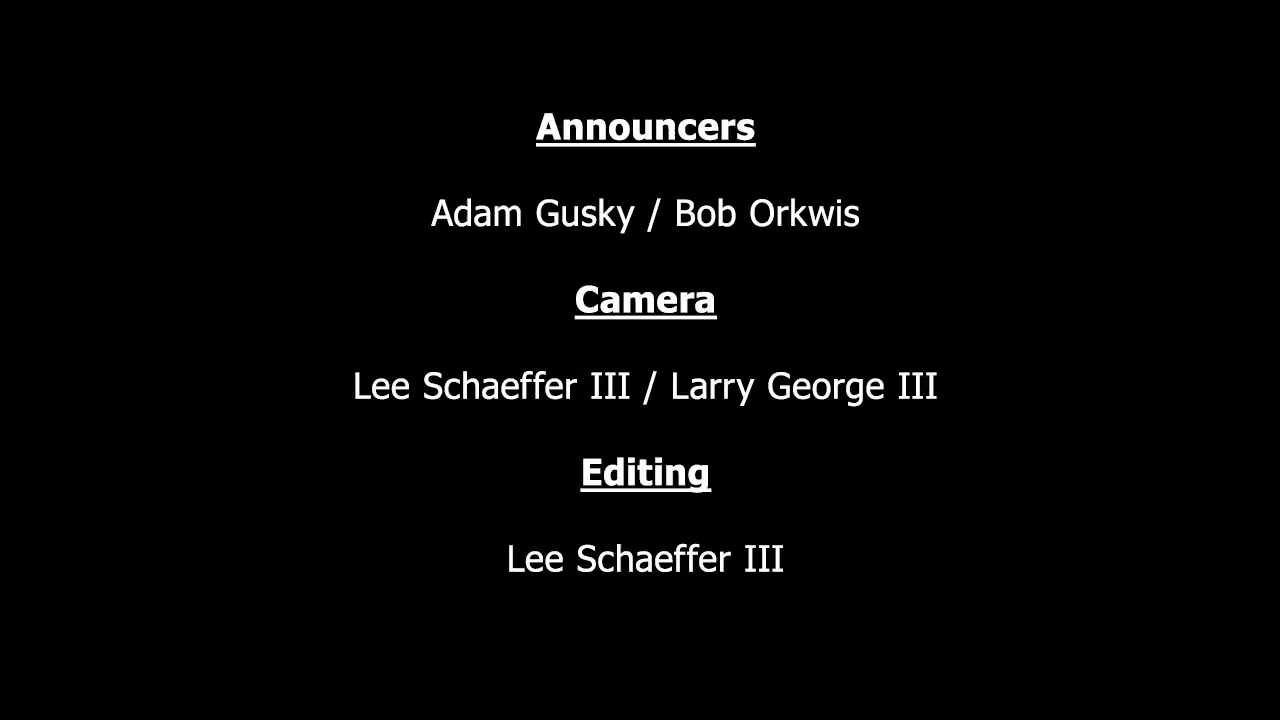 Announcers
Adam Gusky / Bob Orkwis
Camera
Lee Schaeffer III / Larry George III
Editing
Lee Schaeffer III